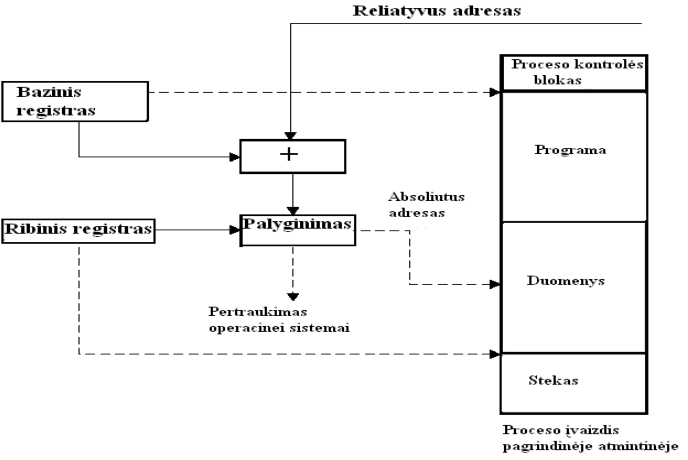 Reliatyvus adresas
Proceso kontrolės
blokas
Bazinis
registras
+
Programa
Absoliutus
adresas
Ribinis registras
Palyginimas
Duomenys
Pertraukimas
operacinei sistemai
Stekas
Proceso įvaizdis
pagrindinėje atmintinėje